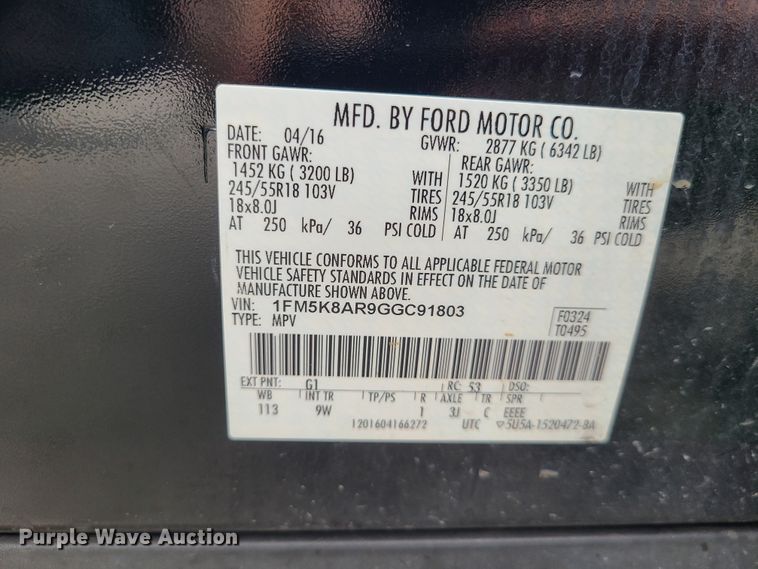 MFD. BY FORD MOTOR CO.
DATE: 04/16 GVWR: 2877 KG ( 6342 LB)
FRONT GAWR: REAR GAWR:
1452 KG ( 3200 LB) WITH 1520 KG ( 3350 LB) WITH
245/55R18 103V TIRES 245/55R18 103V TIRES
18x8.0J RIMS 18x8.0J RIMS
AT 250 kPa/ 36 PSI COLD AT 250 kPa/ 36 PSI COLD
THIS VEHICLE CONFORMS TO ALL APPLICABLE FEDERAL MOTOR
VEHICLE SAFETY STANDARDS IN EFFECT ON THE DATE OF
MANUFACTURE SHOWN ABOVE.
VIN: 1FM5K8AR9GGC91803 F0324
TYPE: MPV T0495
EXT PNT: G1 RC: 53 DSO:
WB INT TR TP/PS R AXLE TR SPR
113 9W 1 3J C EEEE
1201604166272 UTC ▽5U5A-1520472-BA
Purple Wave Auction